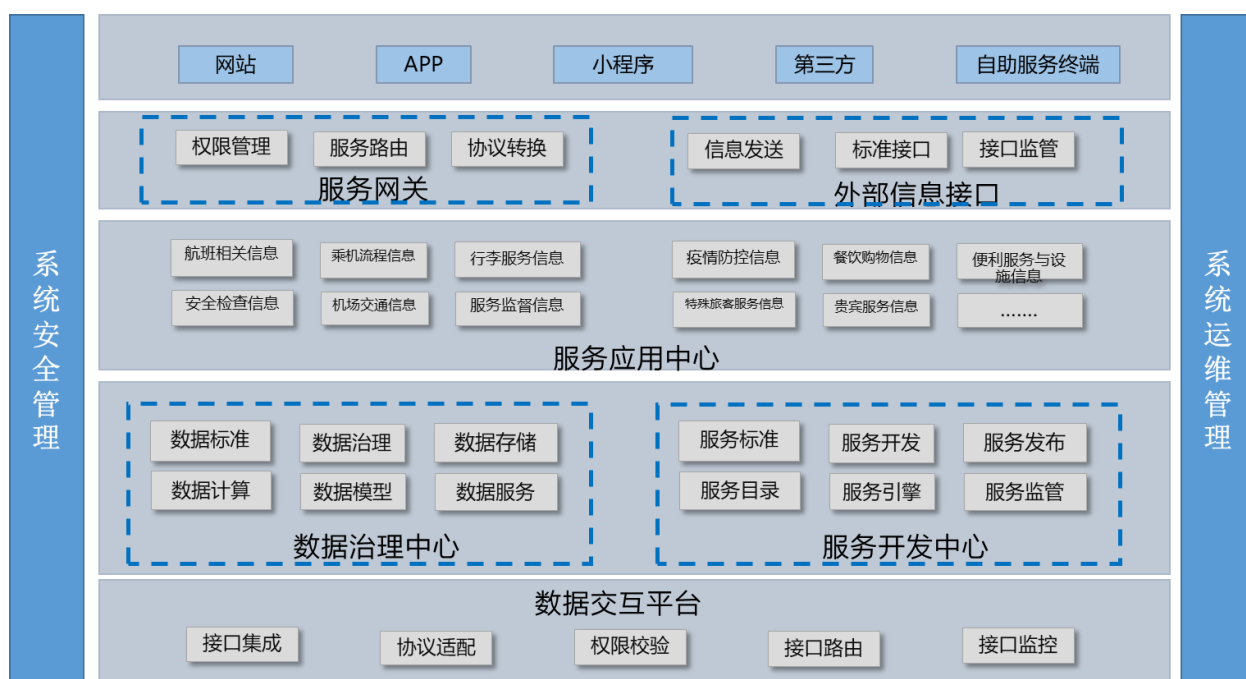 系统安全管理
网站
APP
小程序
第三方
自助服务终端
权限管理
服务路由
协议转换
服务网关
信息发送
标准接口
接口监管
外部信息接口
航班相关信息
乘机流程信息
行李服务信息
疫情防控信息
餐饮购物信息
便利服务与设
施信息
安全检查信息
机场交通信息
服务监督信息
特殊旅客服务信息
贵宾服务信息
.......
服务应用中心
数据标准
数据治理
数据存储
数据计算
数据模型
数据服务
数据治理中心
服务标准
服务开发
服务发布
服务目录
服务引擎
服务监管
服务开发中心
数据交互平台
接口集成
协议适配
权限校验
接口路由
接口监控
系统运维管理